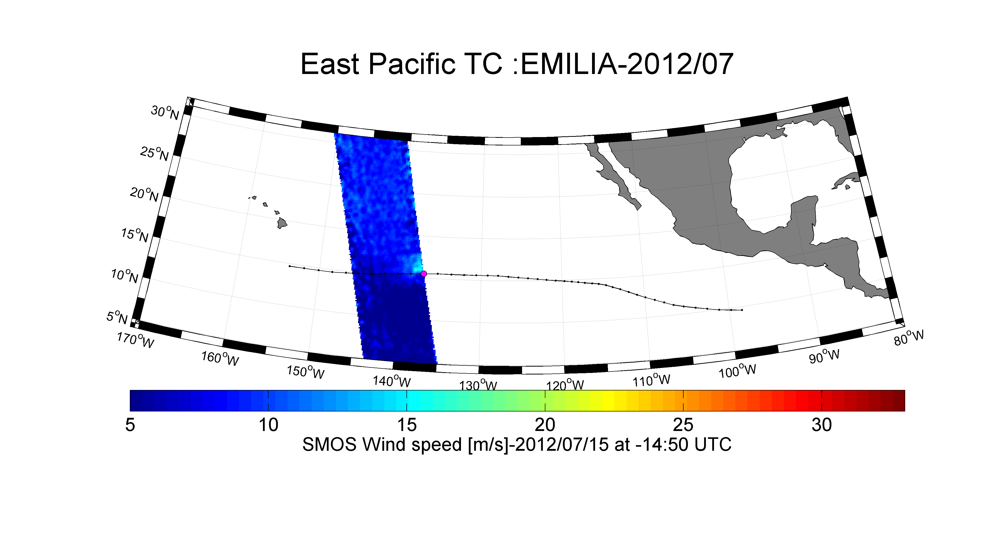 East Pacific TC :EMILIA-2012/07
30°N
25°N
20°N
15°N
10°N
5°N
170°W
160°W
150°W
140°W
130°W
120°W
110°W
100°W
90°W
80°W
5 10 15 20 25 30
SMOS Wind speed [m/s]-2012/07/15 at -14:50 UTC